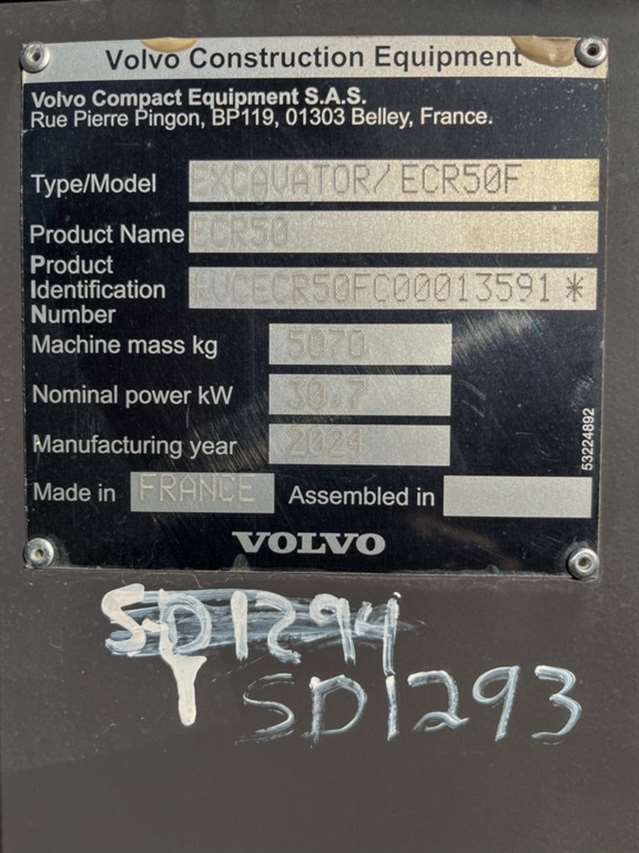 Volvo Construction Equipment
Volvo Compact Equipment S.A.S.
Rue Pierre Pingon, BP119, 01303 Belley, France.
Type/Model EXCAVATOR/ECR50F
Product Name ECR50
Product
Identification
Number *VCECR50FC00013591*
Machine mass kg 5070
Nominal power kW 30.7
Manufacturing year 2024
Made in FRANCE Assembled in
53224892
VOLVO
SD1294
SD1293